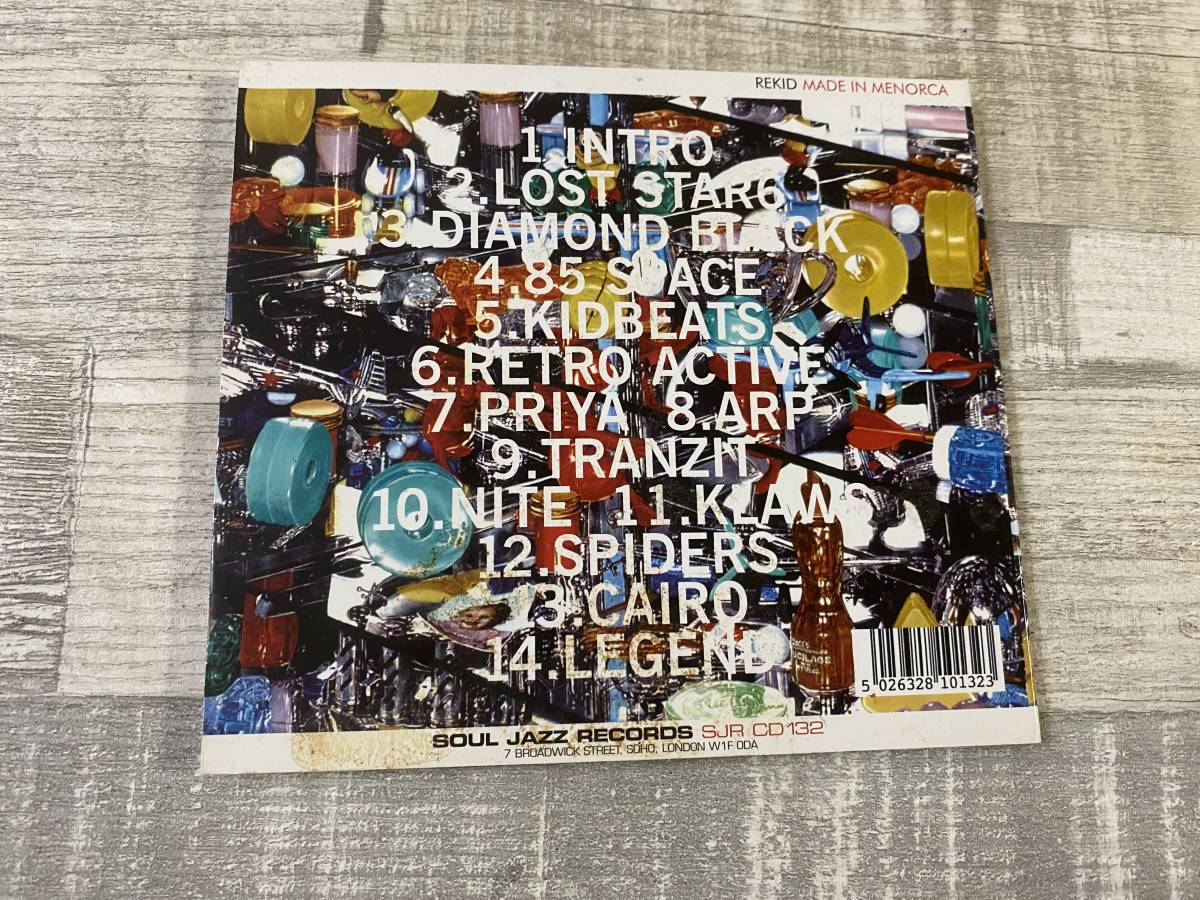 REKID MADE IN MENORCA
1.INTRO
2.LOST STAR6
3.DIAMOND BLACK
4.85 SPACE
5.KIDBEATS
6.RETRO ACTIVE
7.PRIYA 8.ARP
9.TRANZIT
10.NITE 11.KLAWS
12.SPIDERS
13.CAIRO
14.LEGEND
MUCILAGE
5 026328 101323
SOUL JAZZ RECORDS SJR CD132
7 BROADWICK STREET, SOHO, LONDON W1F 0DA